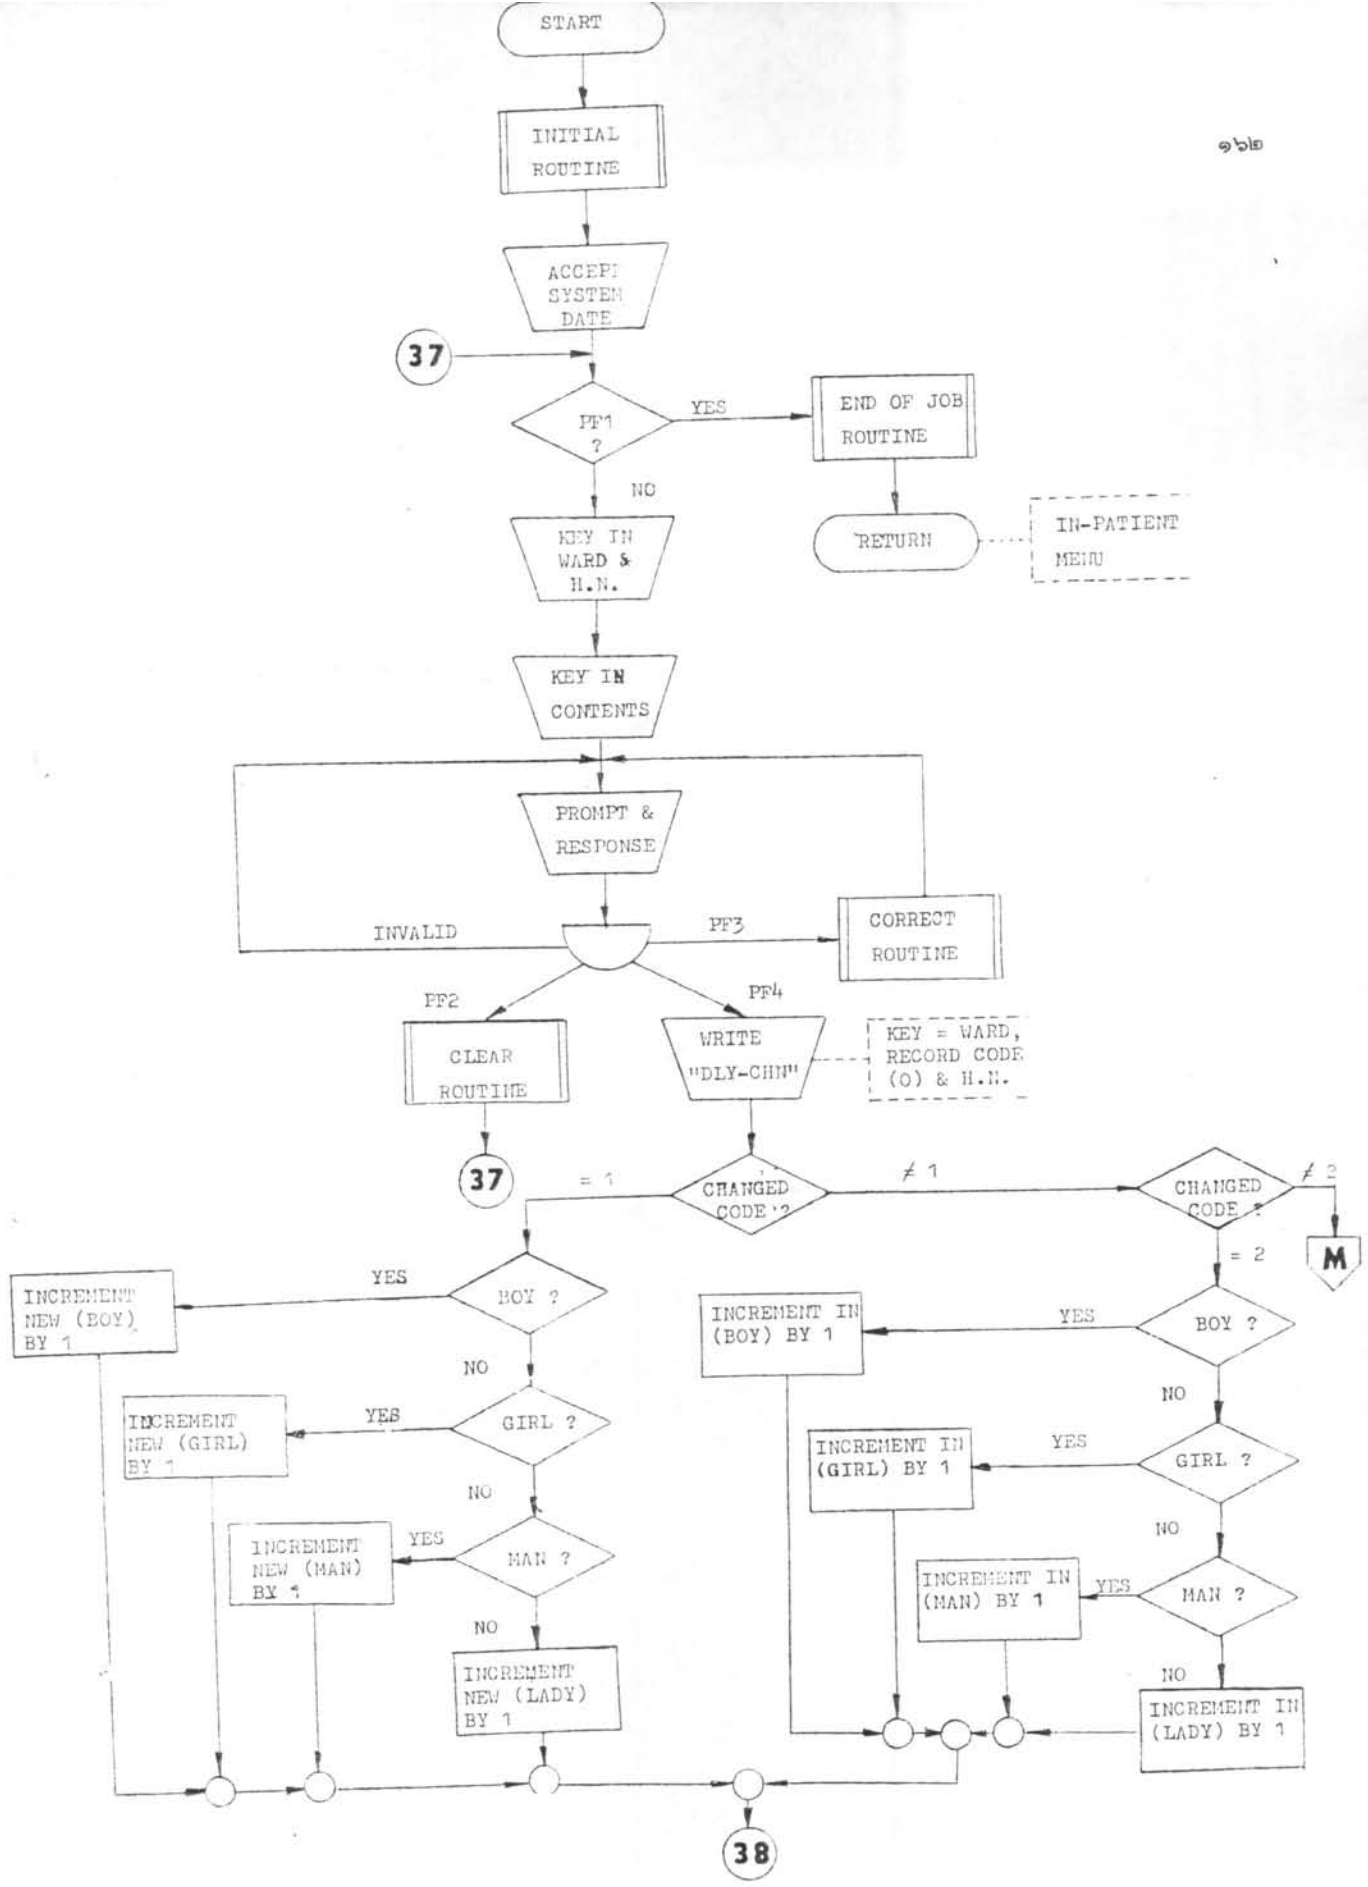 START
INITIAL
ROUTINE
ACCEPT
SYSTEM
DATE
37
PF1
?
YES
END OF JOB
ROUTINE
NO
RETURN
IN-PATIENT
MENU
KEY IN
WARD &
H.N.
KEY IN
CONTENTS
PROMPT &
RESPONSE
INVALID
PF3
CORRECT
ROUTINE
PF2
PF4
CLEAR
ROUTINE
WRITE
"DLY-CHN"
KEY = WARD,
RECORD CODE
(0) & H.N.
37
= 1
CHANGED
CODE ?
≠ 1
CHANGED
CODE ?
≠ 2
M
= 2
INCREMENT
NEW (BOY)
BY 1
YES
BOY ?
INCREMENT IN
(BOY) BY 1
YES
BOY ?
NO
NO
INCREMENT
NEW (GIRL)
BY 1
YES
GIRL ?
INCREMENT IN
(GIRL) BY 1
YES
GIRL ?
NO
NO
INCREMENT
NEW (MAN)
BY 1
YES
MAN ?
INCREMENT IN
(MAN) BY 1
YES
MAN ?
NO
NO
INCREMENT
NEW (LADY)
BY 1
INCREMENT IN
(LADY) BY 1
38